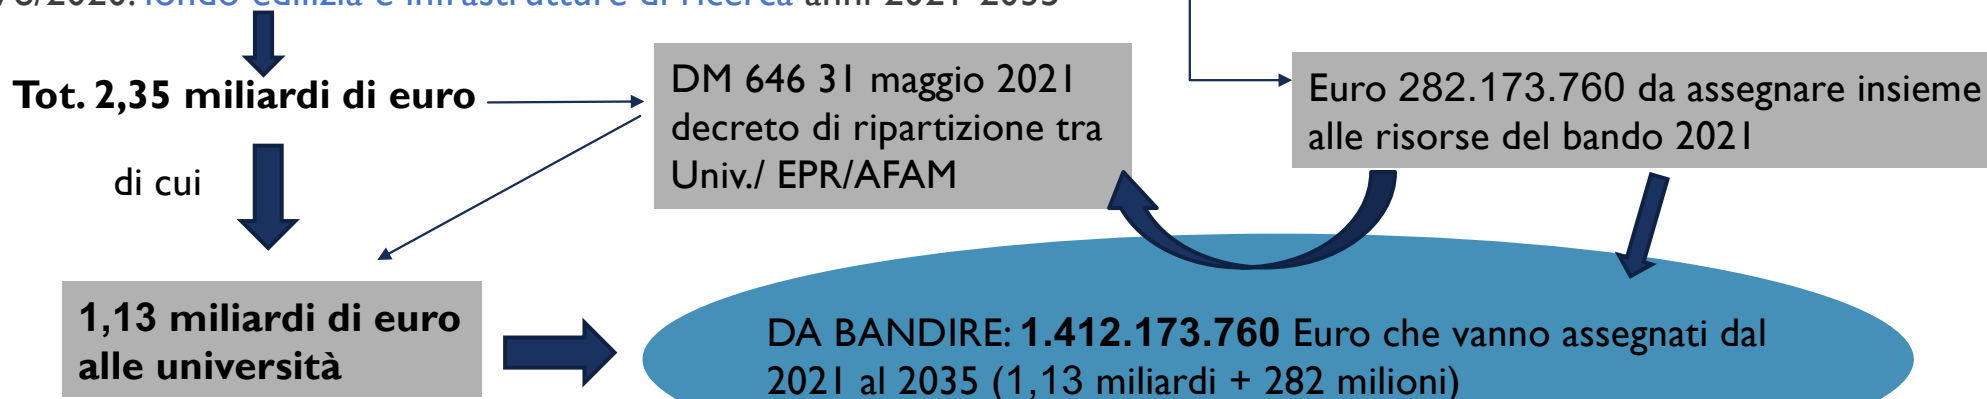 fondo edilizia e infrastrutture di ricerca anni 2021-2035
Tot. 2,35 miliardi di euro
di cui
1,13 miliardi di euro
alle università
DM 646 31 maggio 2021
decreto di ripartizione tra
Univ./ EPR/AFAM
Euro 282.173.760 da assegnare insieme
alle risorse del bando 2021
DA BANDIRE: 1.412.173.760 Euro che vanno assegnati dal
2021 al 2035 (1,13 miliardi + 282 milioni)